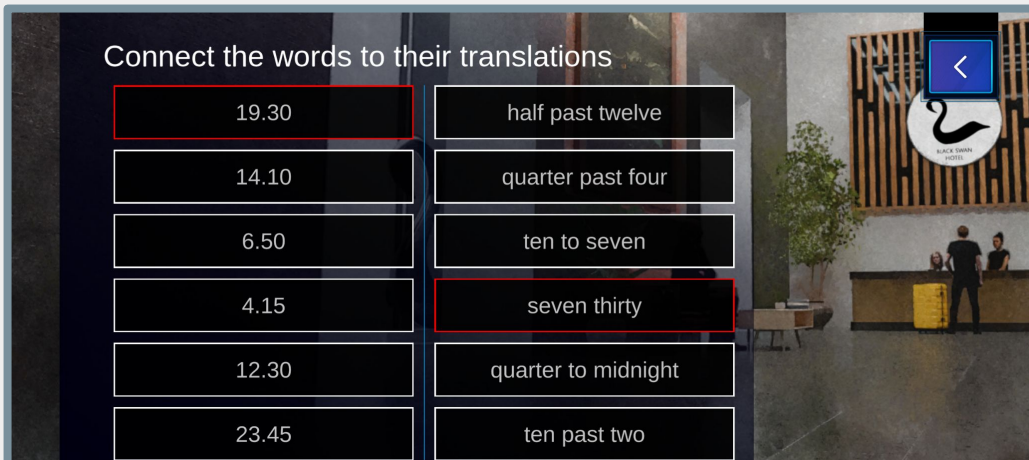 Connect the words to their translations
19.30
half past twelve
14.10
quarter past four
6.50
ten to seven
4.15
seven thirty
12.30
quarter to midnight
23.45
ten past two
BLACK SWAN
HOTEL